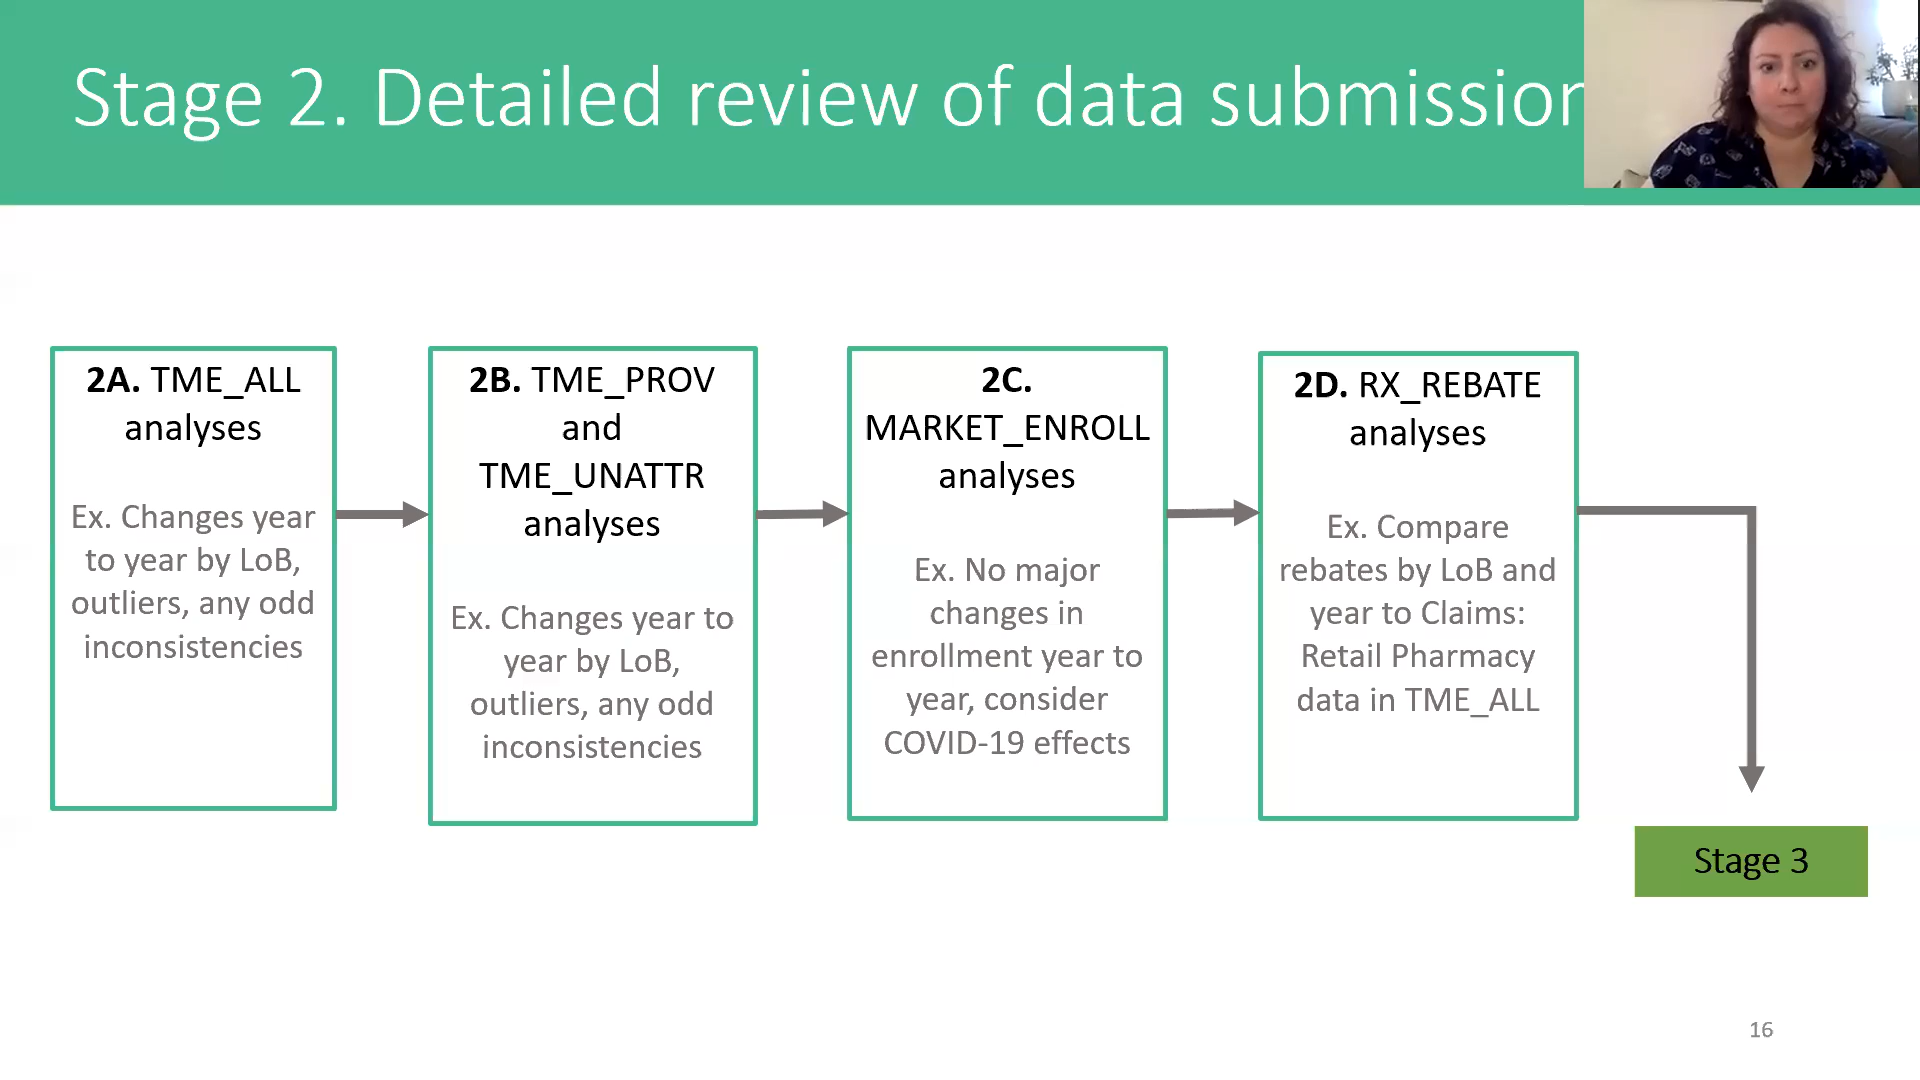 Stage 2. Detailed review of data submission
2A. TME_ALL
analyses
Ex. Changes year
to year by LoB,
outliers, any odd
inconsistencies
2B. TME_PROV
and
TME_UNATTR
analyses
Ex. Changes year to
year by LoB,
outliers, any odd
inconsistencies
2C.
MARKET_ENROLL
analyses
Ex. No major
changes in
enrollment year to
year, consider
COVID-19 effects
2D. RX_REBATE
analyses
Ex. Compare
rebates by LoB and
year to Claims:
Retail Pharmacy
data in TME_ALL
Stage 3
16